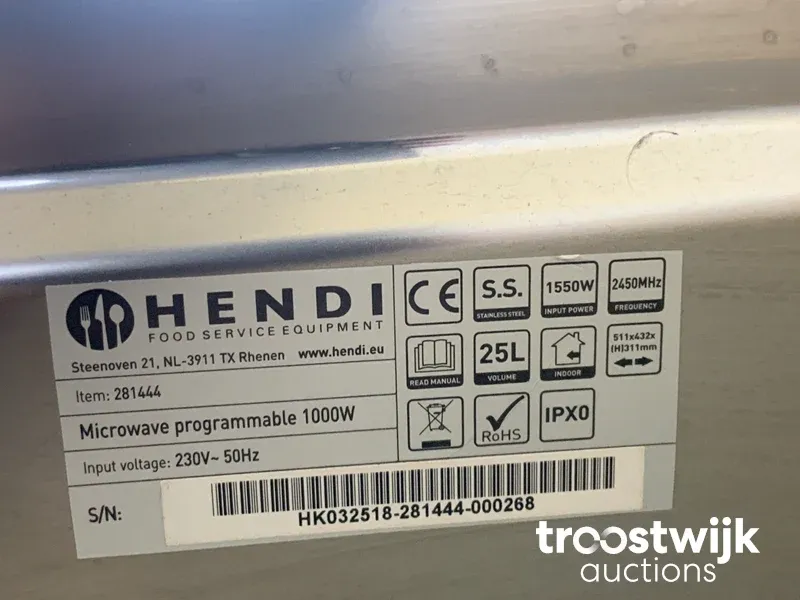 HENDI
FOOD SERVICE EQUIPMENT
Steenoven 21, NL-3911 TX Rhenen www.hendi.eu
Item: 281444
Microwave programmable 1000W
Input voltage: 230V~ 50Hz
S/N:
HK032518-281444-000268
CE
S.S.
STAINLESS STEEL
1550W
INPUT POWER
2450MHz
FREQUENCY
READ MANUAL
25L
VOLUME
INDOOR
511x432x
(H)311mm
RoHS
IPX0
troostwijk
auctions